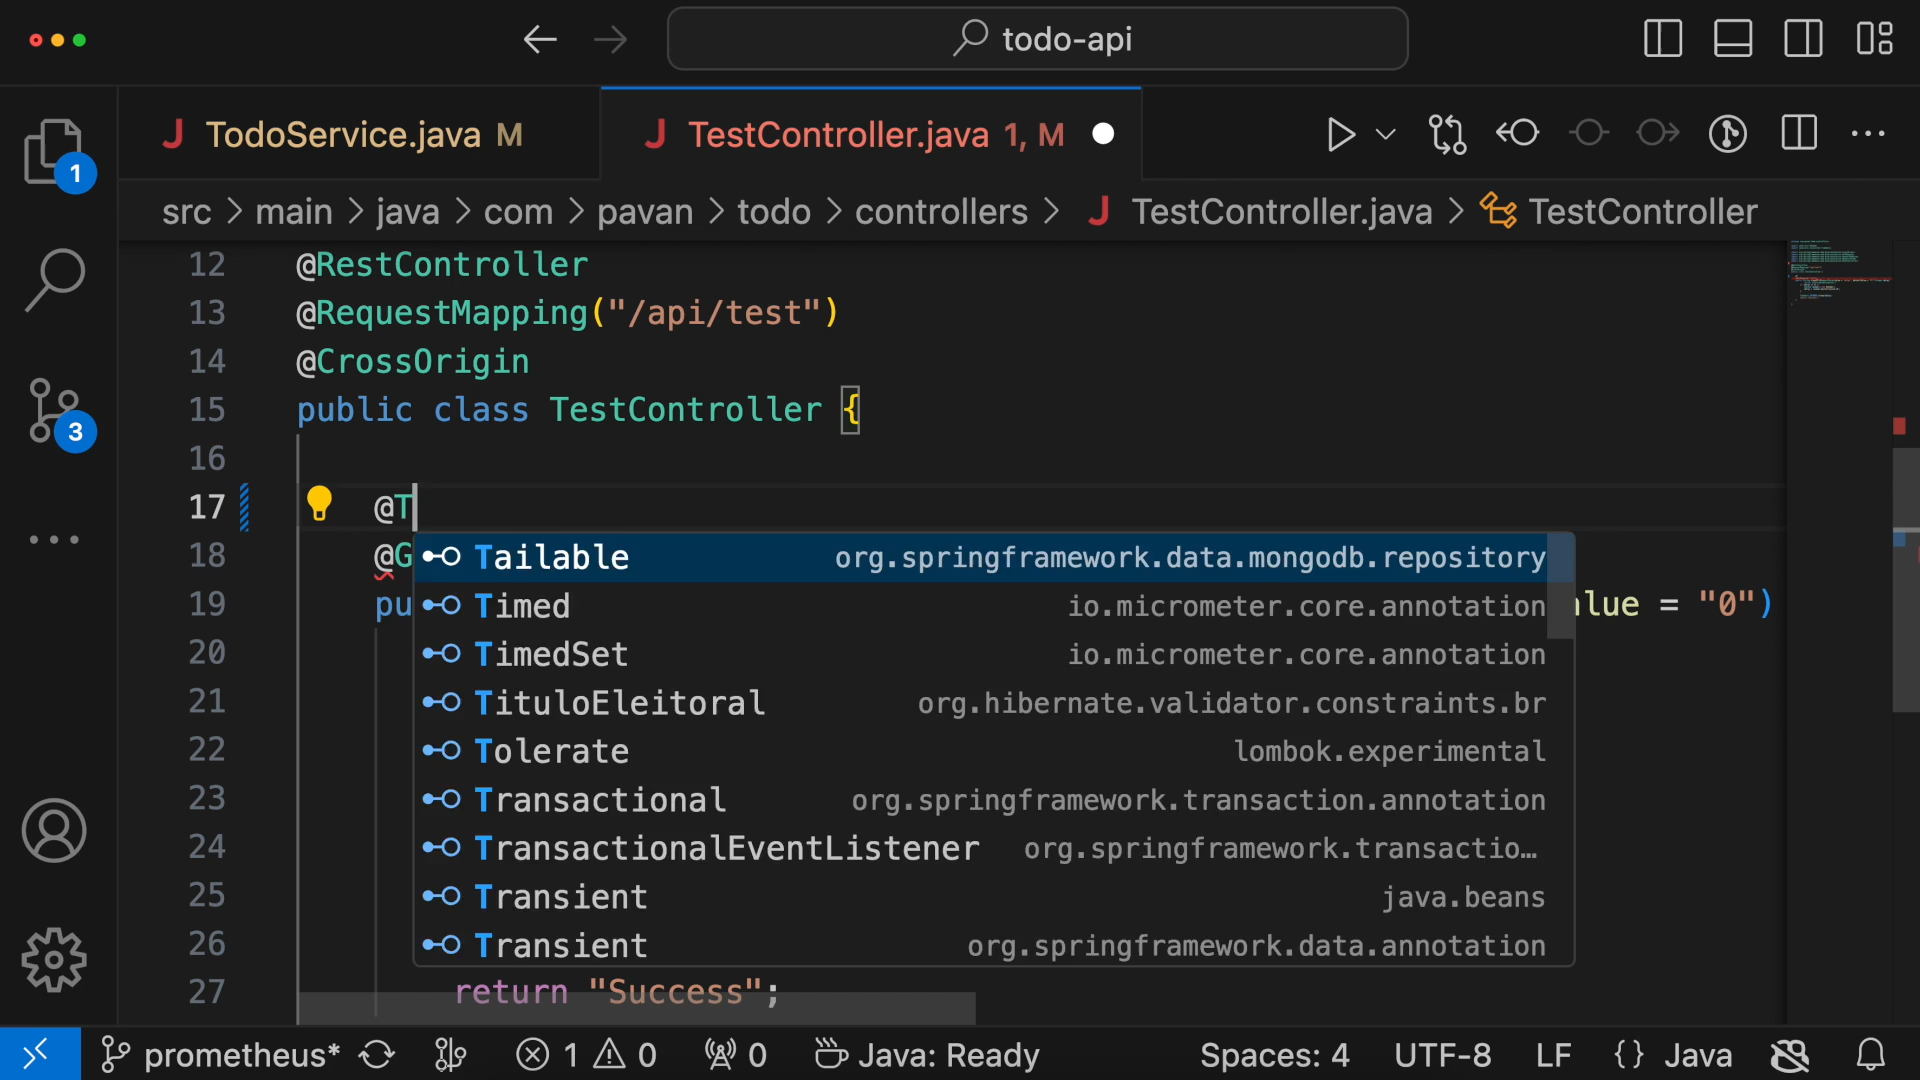 todo-api
TodoService.java M
TestController.java 1, M
src > main > java > com > pavan > todo > controllers > TestController.java > TestController
1
3
12 @RestController
13 @RequestMapping("/api/test")
14 @CrossOrigin
15 public class TestController {
16
17 @T
18 @G
19 pu alue = "0")
20
21
22
23
24
25
26
27 return "Success";
Tailable org.springframework.data.mongodb.repository
Timed io.micrometer.core.annotation
TimedSet io.micrometer.core.annotation
TituloEleitoral org.hibernate.validator.constraints.br
Tolerate lombok.experimental
Transactional org.springframework.transaction.annotation
TransactionalEventListener org.springframework.transactio…
Transient java.beans
Transient org.springframework.data.annotation
prometheus* 1 0 0 Java: Ready Spaces: 4 UTF-8 LF {} Java